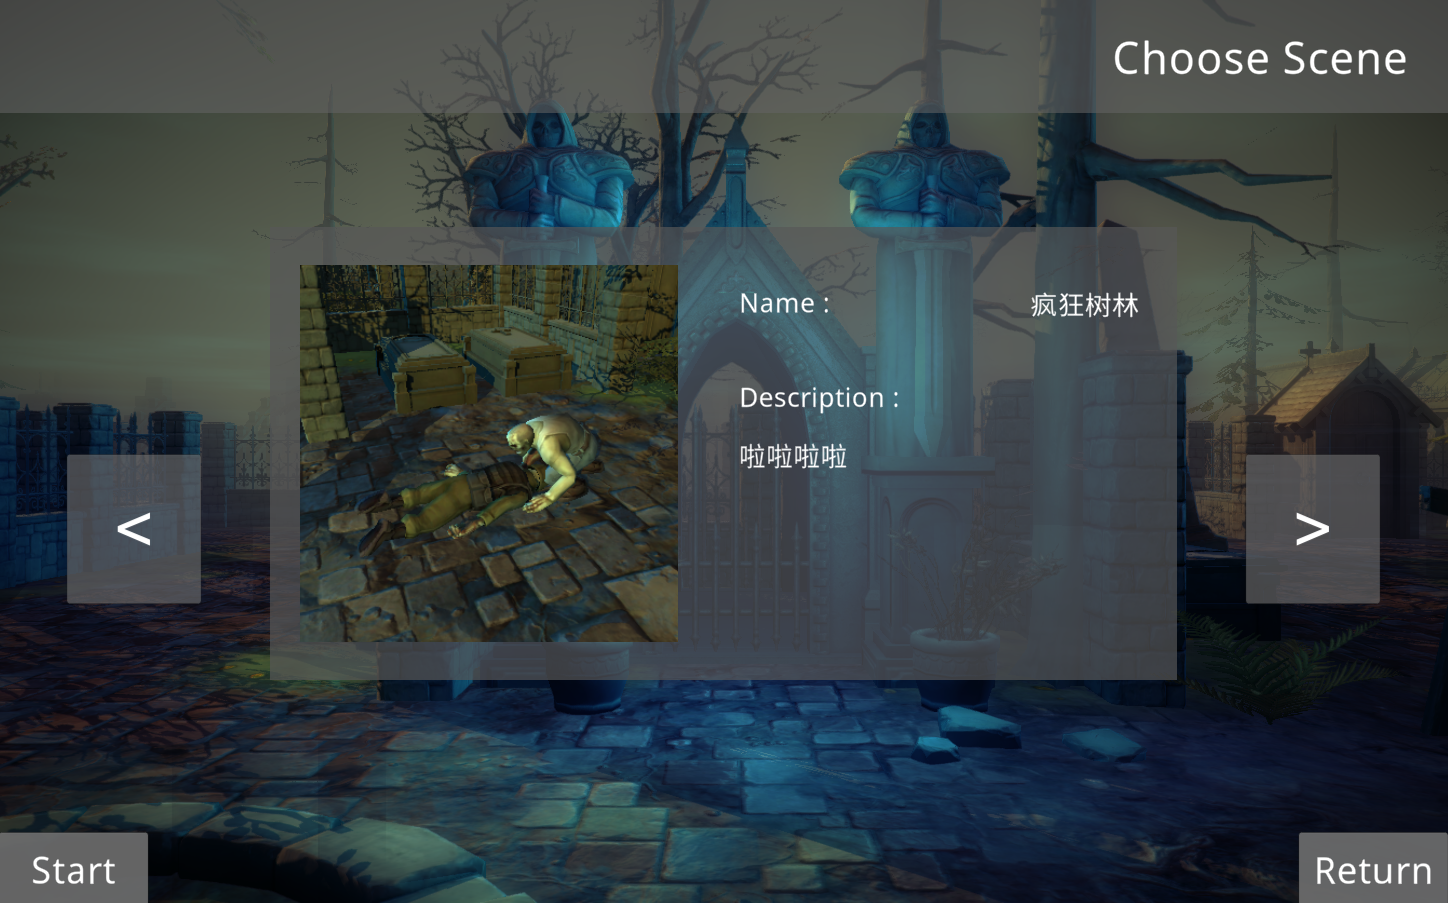 Choose Scene
Name : 疯狂树林
Description :
啦啦啦啦
<
>
Start
Return